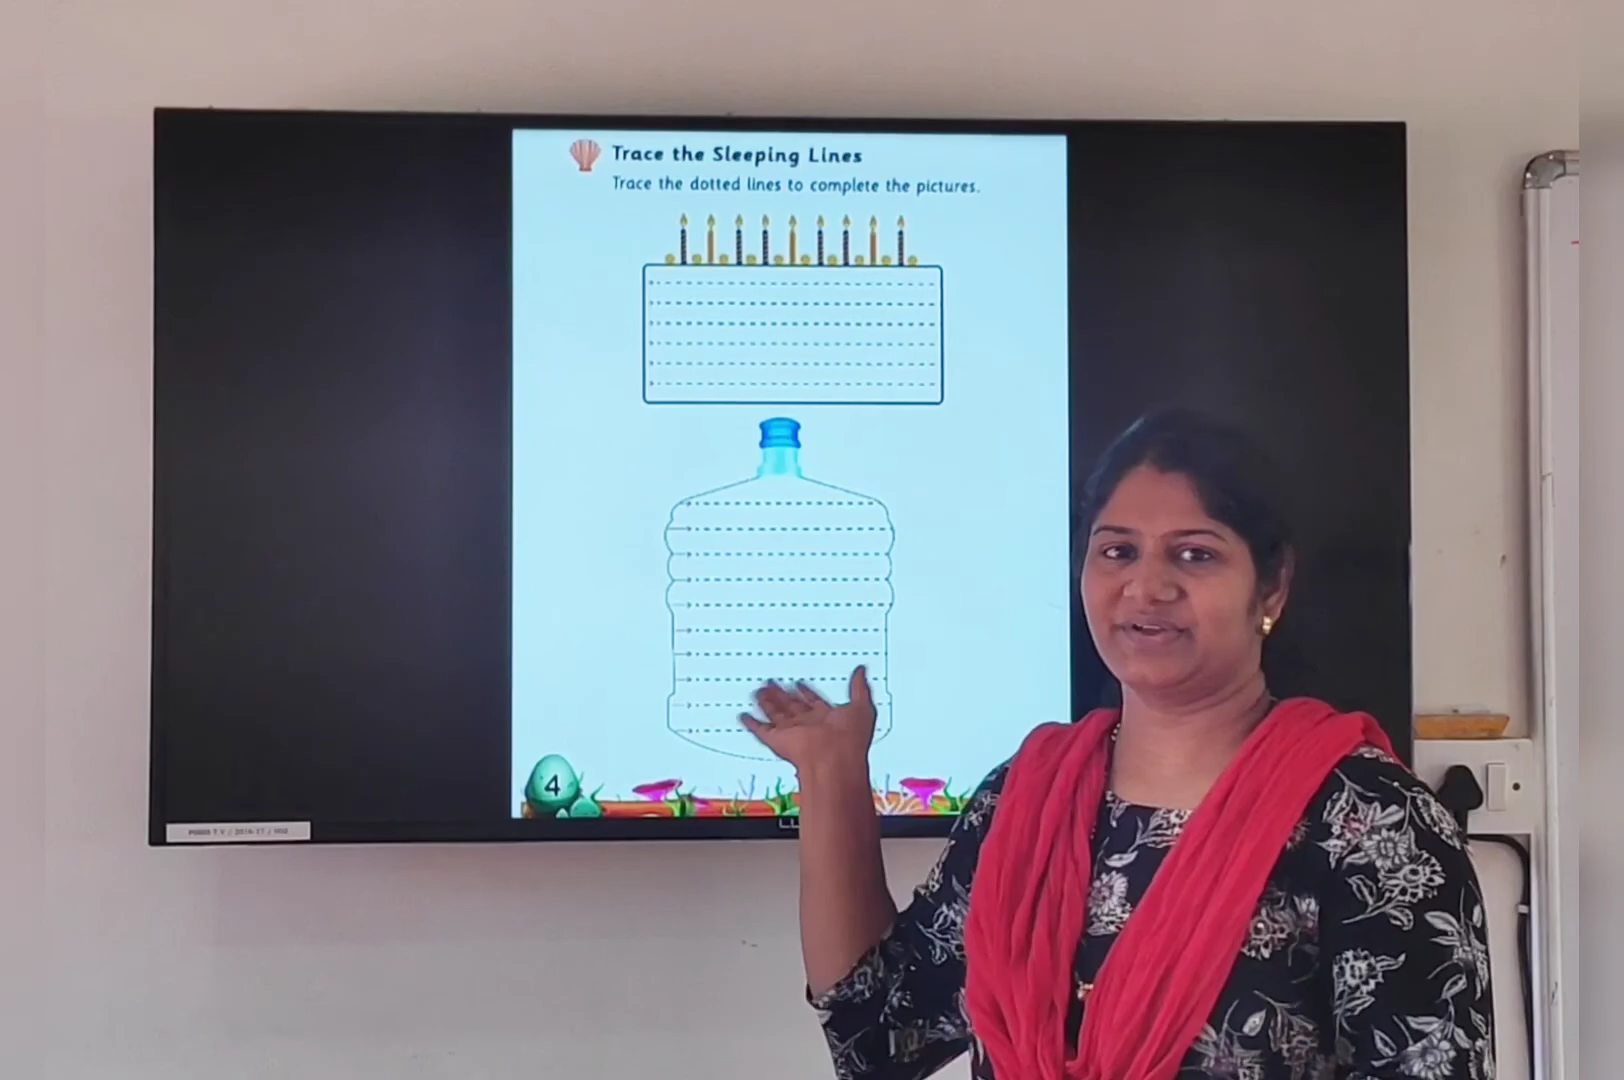 Trace the Sleeping Lines
Trace the dotted lines to complete the pictures.
4